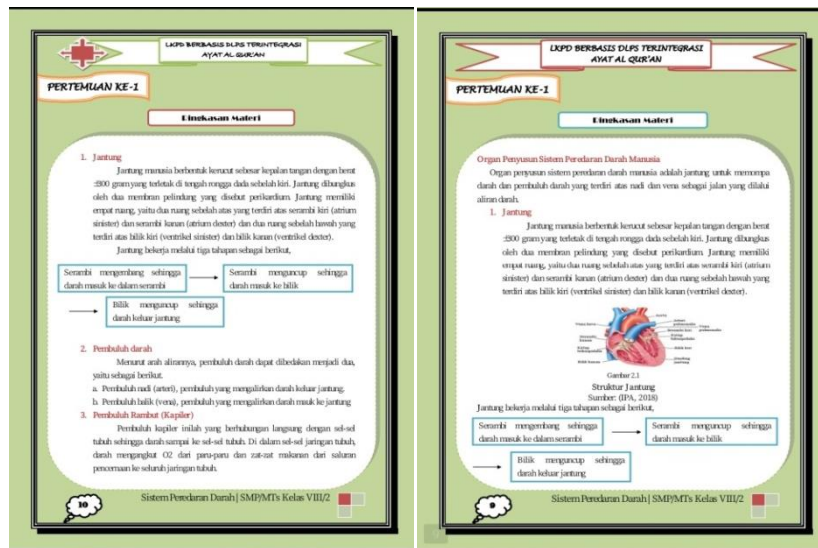 LKPD BERBASIS DLPS TERINTEGRASI
AYAT AL QUR'AN
PERTEMUAN KE-1
Ringkasan Materi
1. Jantung
Jantung manusia berbentuk kerucut sebesar kepalan tangan dengan berat
±300 gram yang terletak di tengah rongga dada sebelah kiri. Jantung dibungkus
oleh dua membran pelindung yang disebut perikardium. Jantung memiliki
empat ruang, yaitu dua ruang sebelah atas yang terdiri atas serambi kiri (atrium
sinister) dan serambi kanan (atrium dexter) dan dua ruang sebelah bawah yang
terdiri atas bilik kiri (ventrikel sinister) dan bilik kanan (ventrikel dexter).
Jantung bekerja melalui tiga tahapan sebagai berikut,
Serambi mengembang sehingga
darah masuk ke dalam serambi
Serambi menguncup sehingga
darah masuk ke bilik
Bilik menguncup sehingga
darah keluar jantung
2. Pembuluh darah
Menurut arah alirannya, pembuluh darah dapat dibedakan menjadi dua,
yaitu sebagai berikut.
a. Pembuluh nadi (arteri), pembuluh yang mengalirkan darah keluar jantung.
b. Pembuluh balik (vena), pembuluh yang mengalirkan darah masuk ke jantung
3. Pembuluh Rambut (Kapiler)
Pembuluh kapiler inilah yang berhubungan langsung dengan sel-sel
tubuh sehingga darah sampai ke sel-sel tubuh. Di dalam sel-sel jaringan tubuh,
darah mengangkut O2 dari paru-paru dan zat-zat makanan dari saluran
pencernaan ke seluruh jaringan tubuh.
10
Sistem Peredaran Darah | SMP/MTs Kelas VIII/2
LKPD BERBASIS DLPS TERINTEGRASI
AYAT AL QUR'AN
PERTEMUAN KE-1
Ringkasan Materi
Organ Penyusun Sistem Peredaran Darah Manusia
Organ penyusun sistem peredaran darah manusia adalah jantung untuk memompa
darah dan pembuluh darah yang terdiri atas nadi dan vena sebagai jalan yang dilalui
aliran darah.
1. Jantung
Jantung manusia berbentuk kerucut sebesar kepalan tangan dengan berat
±300 gram yang terletak di tengah rongga dada sebelah kiri. Jantung dibungkus
oleh dua membran pelindung yang disebut perikardium. Jantung memiliki
empat ruang, yaitu dua ruang sebelah atas yang terdiri atas serambi kiri (atrium
sinister) dan serambi kanan (atrium dexter) dan dua ruang sebelah bawah yang
terdiri atas bilik kiri (ventrikel sinister) dan bilik kanan (ventrikel dexter).
Gambar 2.1
Struktur Jantung
Sumber: (IPA, 2018)
Jantung bekerja melalui tiga tahapan sebagai berikut,
Serambi mengembang sehingga
darah masuk ke dalam serambi
Serambi menguncup sehingga
darah masuk ke bilik
Bilik menguncup sehingga
darah keluar jantung
9
Sistem Peredaran Darah | SMP/MTs Kelas VIII/2